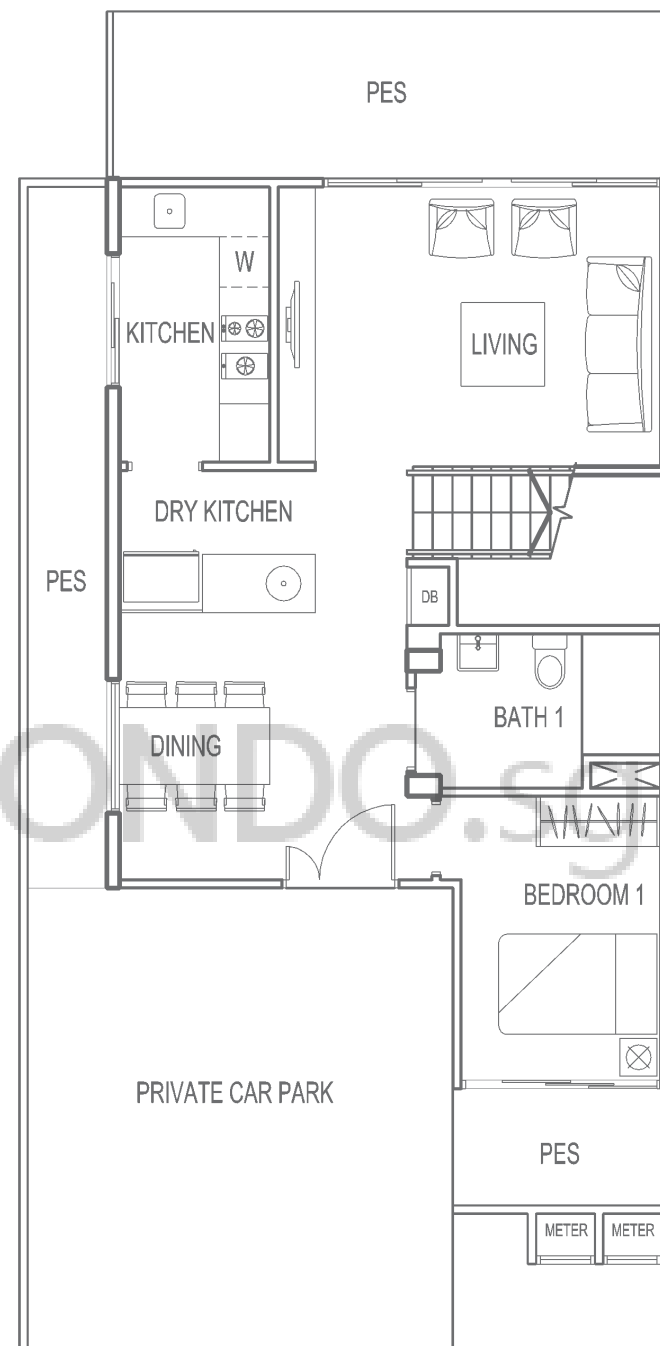 PES
W
KITCHEN
LIVING
DRY KITCHEN
PES
DB
BATH 1
DINING
ONDO.sg
BEDROOM 1
PRIVATE CAR PARK
PES
METER METER